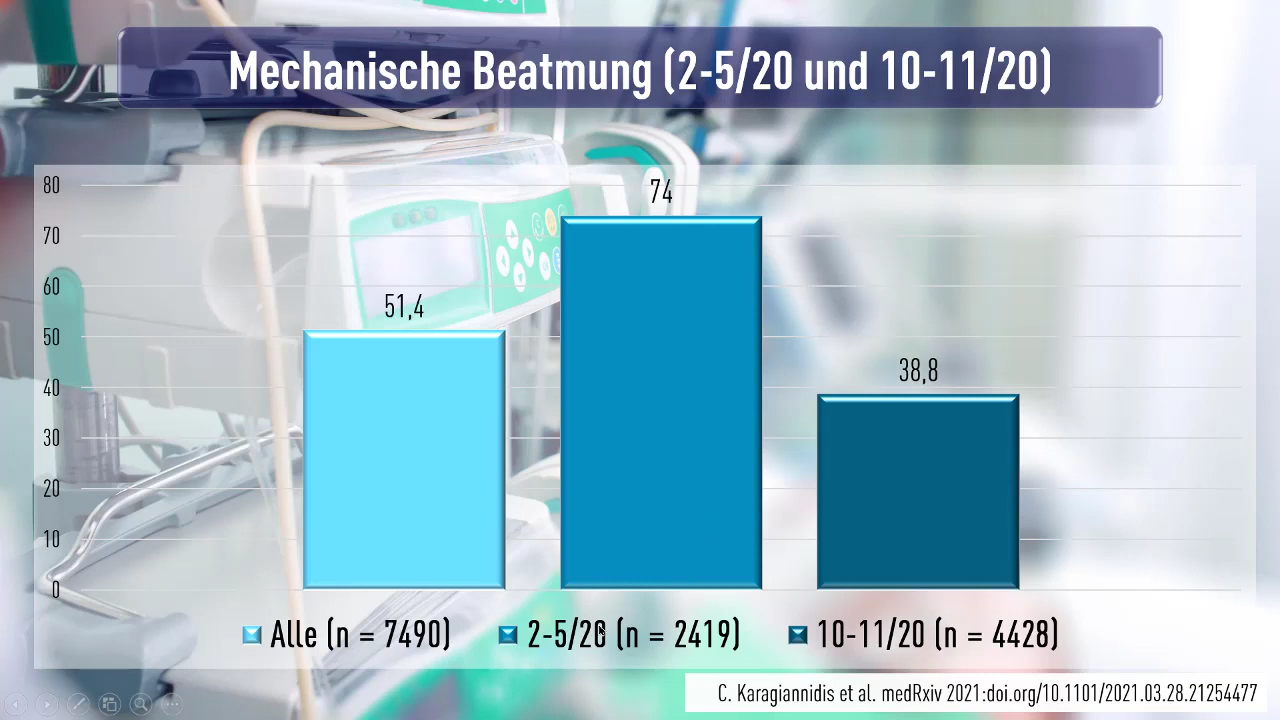 Mechanische Beatmung (2-5/20 und 10-11/20)
80
70
60
50
40
30
20
10
0
51,4
74
38,8
Alle (n = 7490)
2-5/20 (n = 2419)
10-11/20 (n = 4428)
C. Karagiannidis et al. medRxiv 2021:doi.org/10.1101/2021.03.28.21254477